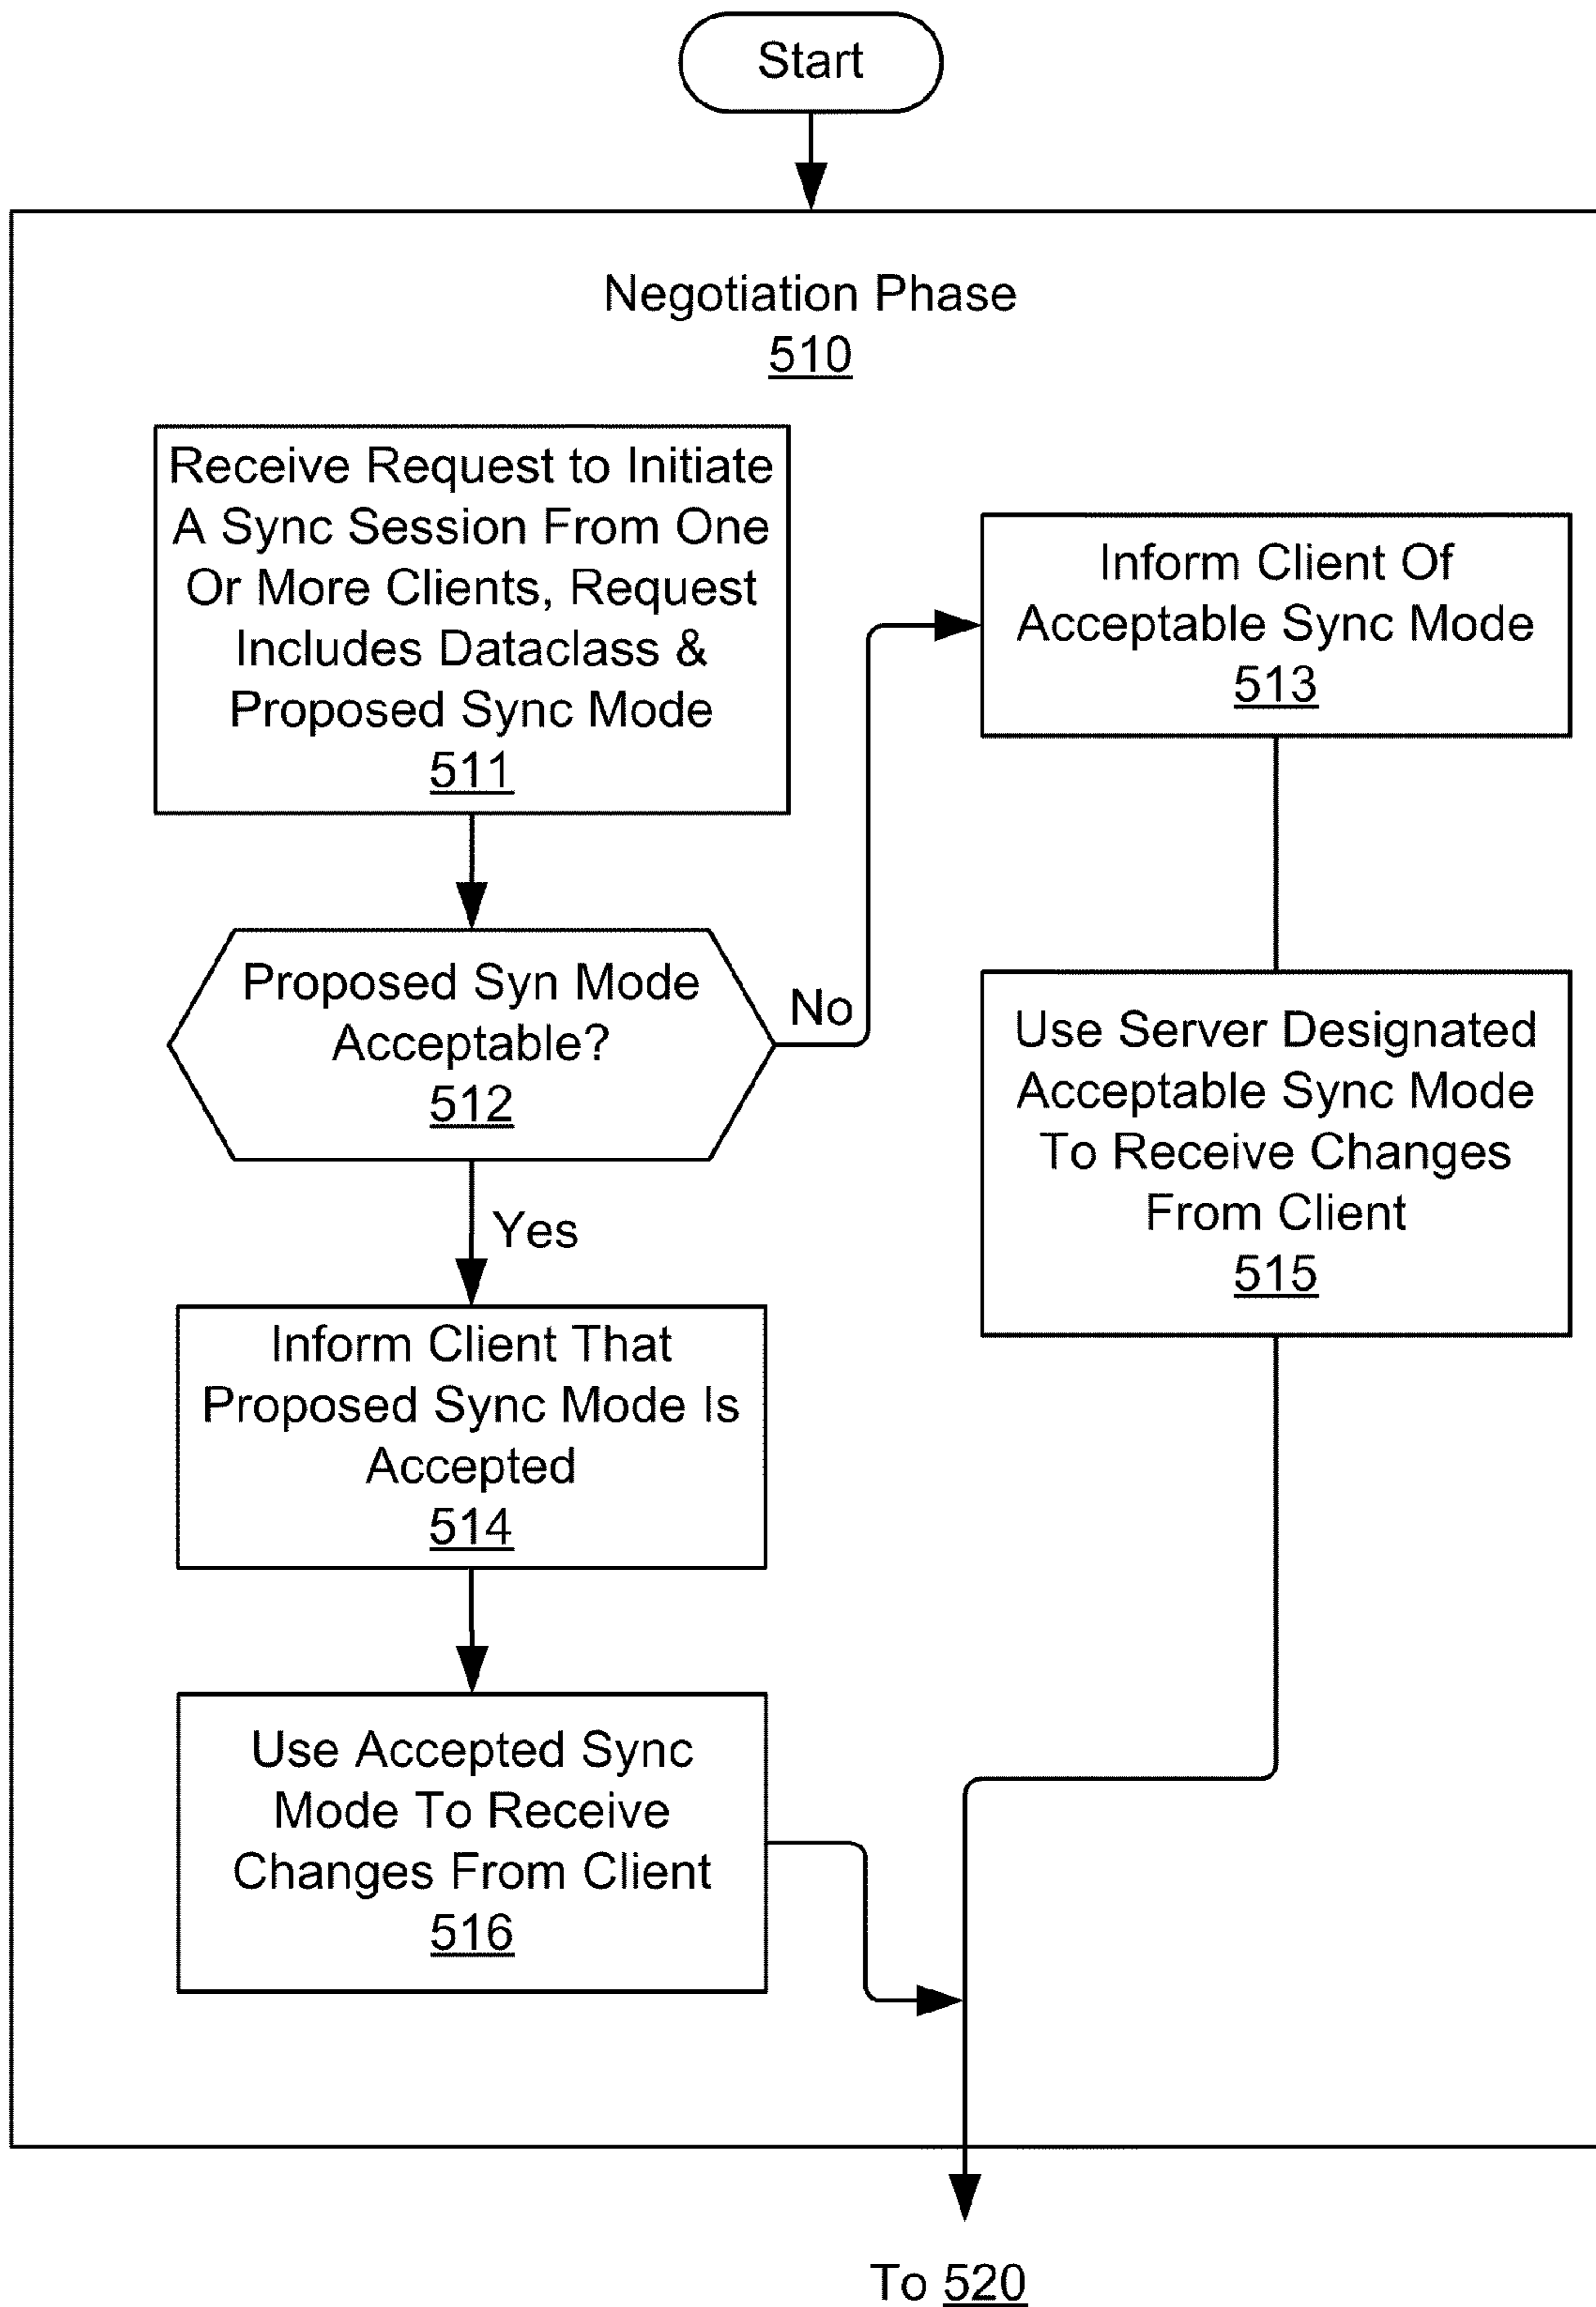 Start
Negotiation Phase
510
Receive Request to Initiate
A Sync Session From One
Or More Clients, Request
Includes Dataclass &
Proposed Sync Mode
511
Proposed Syn Mode
Acceptable?
512
No
Inform Client Of
Acceptable Sync Mode
513
Use Server Designated
Acceptable Sync Mode
To Receive Changes
From Client
515
Yes
Inform Client That
Proposed Sync Mode Is
Accepted
514
Use Accepted Sync
Mode To Receive
Changes From Client
516
To 520